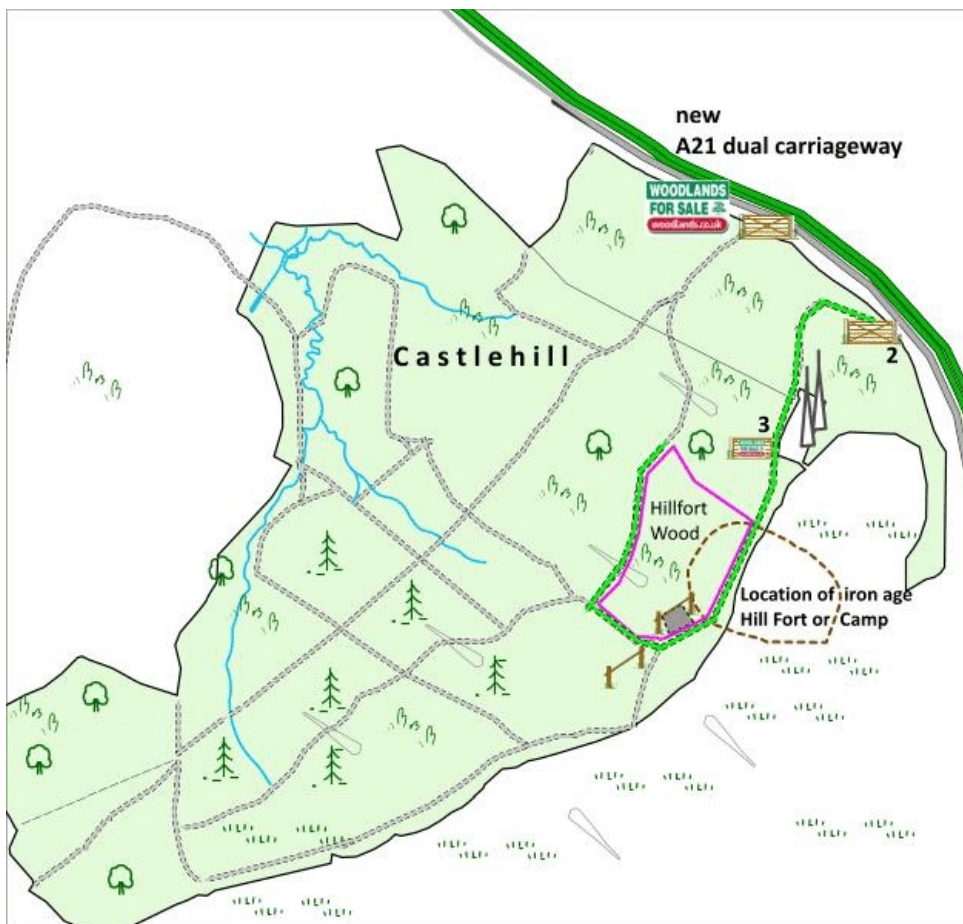 new
A21 dual carriageway
WOODLANDS
FOR SALE
woodlands.co.uk
2
Castlehill
3
Hillfort
Wood
Location of iron age
Hill Fort or Camp